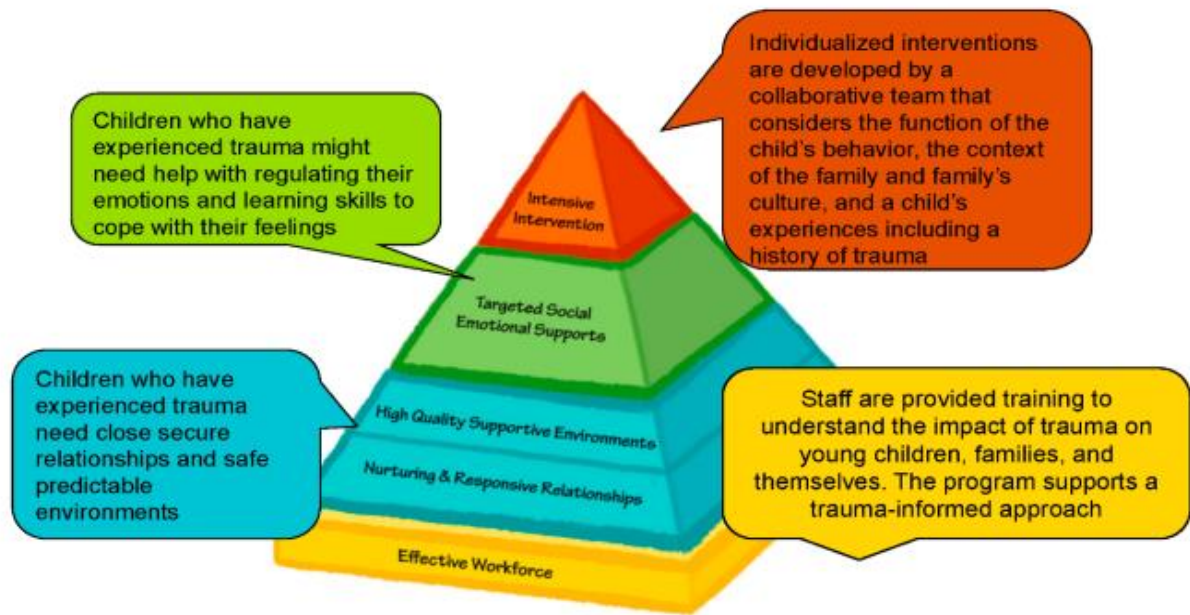 Individualized interventions
are developed by a
collaborative team that
considers the function of the
child's behavior, the context
of the family and family's
culture, and a child's
experiences including a
history of trauma
Children who have
experienced trauma might
need help with regulating their
emotions and learning skills to
cope with their feelings
Intensive
Intervention
Targeted Social
Emotional Supports
Children who have
experienced trauma
need close secure
relationships and safe
predictable
environments
High Quality Supportive Environments
Nurturing & Responsive Relationships
Staff are provided training to
understand the impact of trauma on
young children, families, and
themselves. The program supports a
trauma-informed approach
Effective Workforce